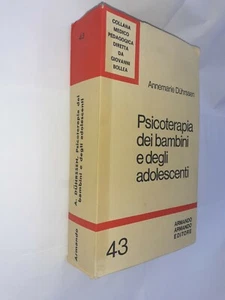 43
A. DÜHRSSEN, Psicoterapia dei
bambini e degli adolescenti
Armando
COLLANA
MEDICO
PEDAGOGICA
DIRETTA
DA
GIOVANNI
BOLLEA
Annemarie Dührssen
Psicoterapia
dei bambini
e degli
adolescenti
43
ARMANDO
ARMANDO
EDITORE